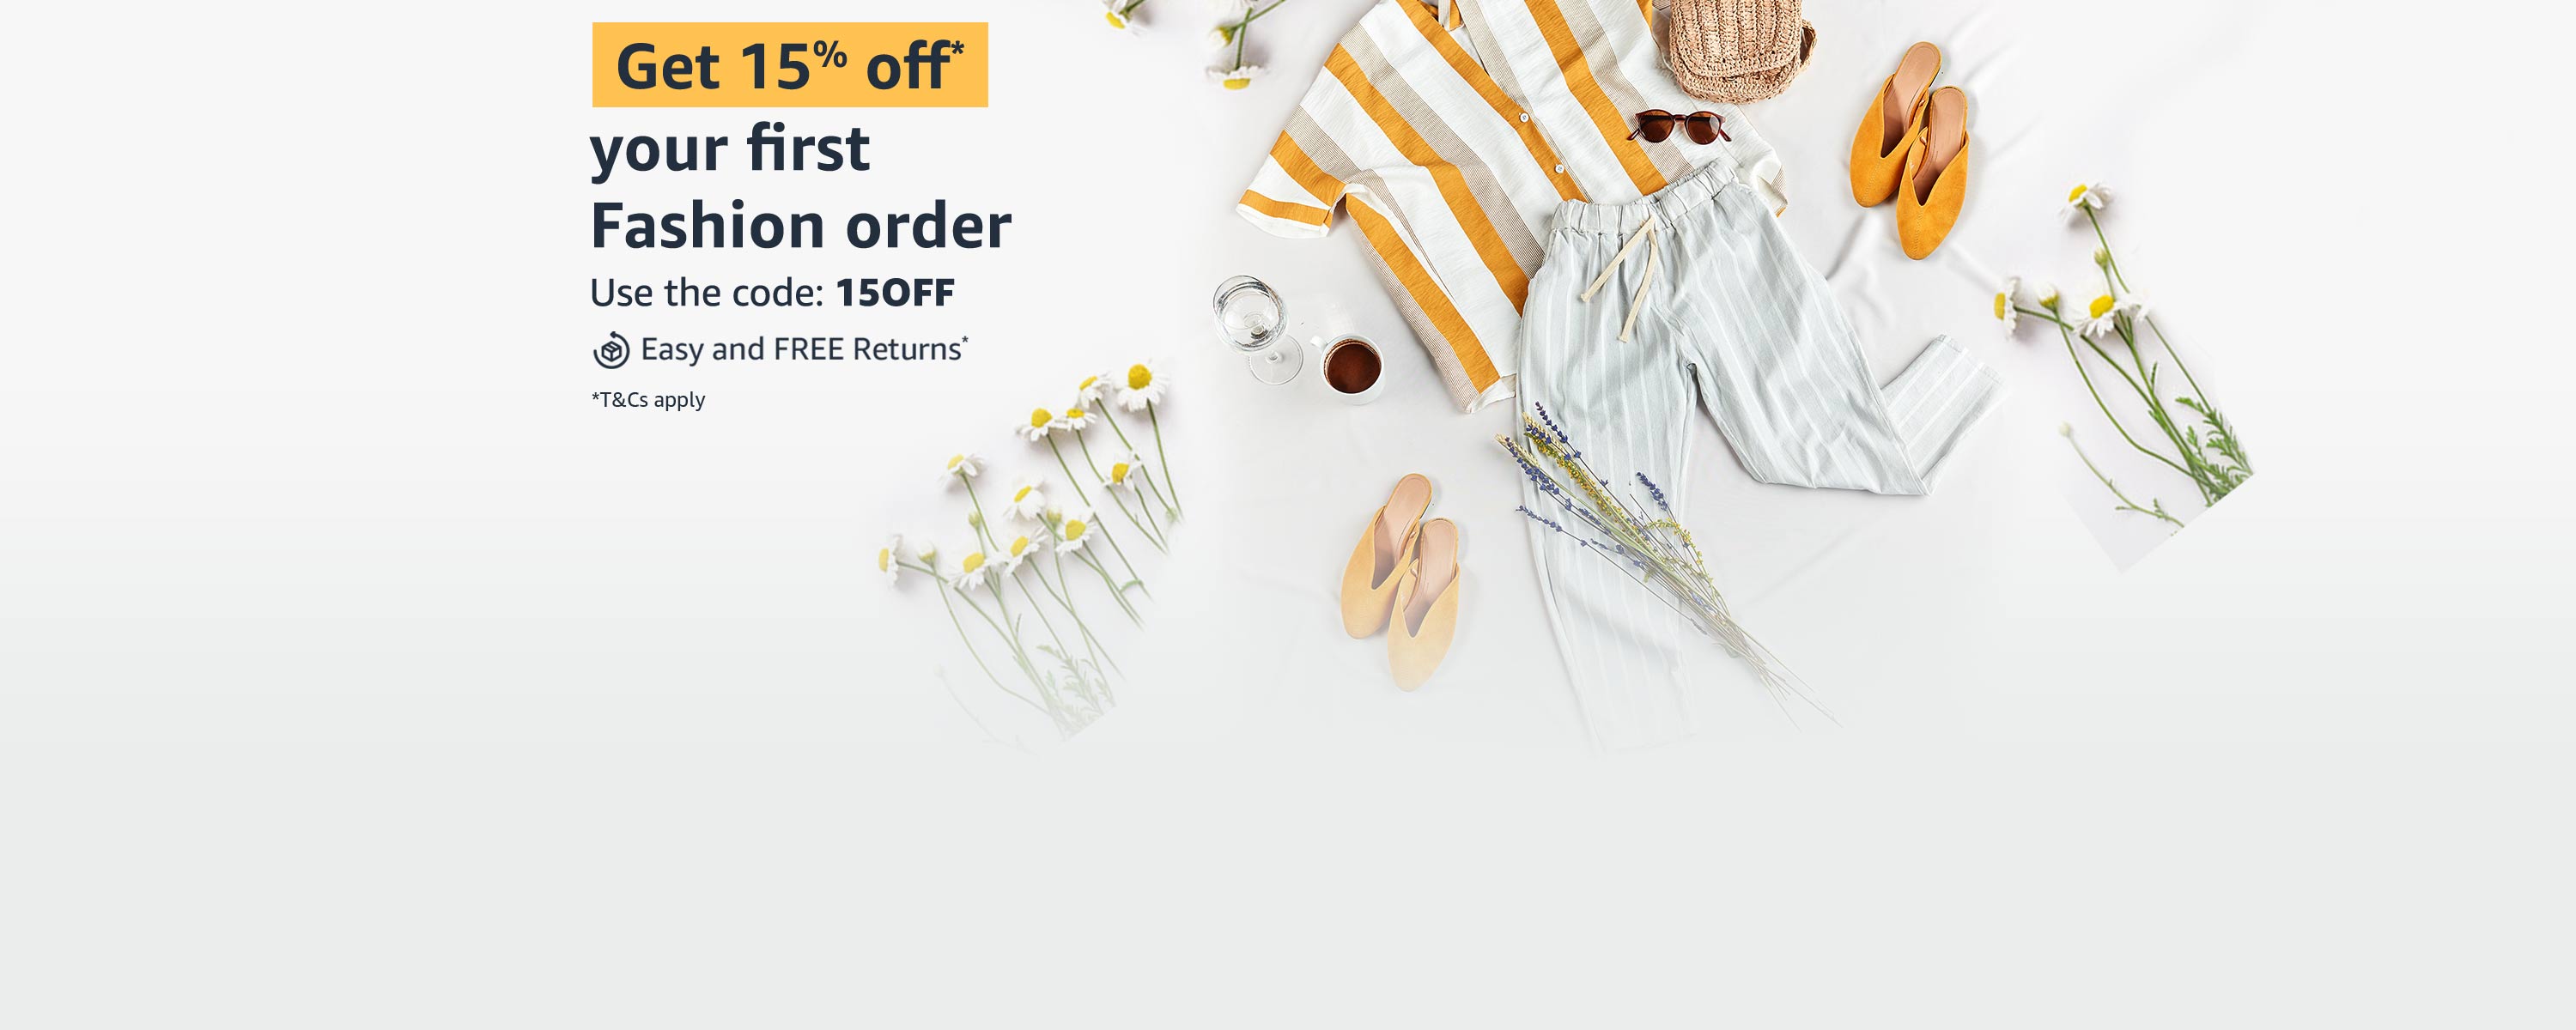 Get 15% off*
your first
Fashion order
Use the code: 15OFF
Easy and FREE Returns*
*T&Cs apply